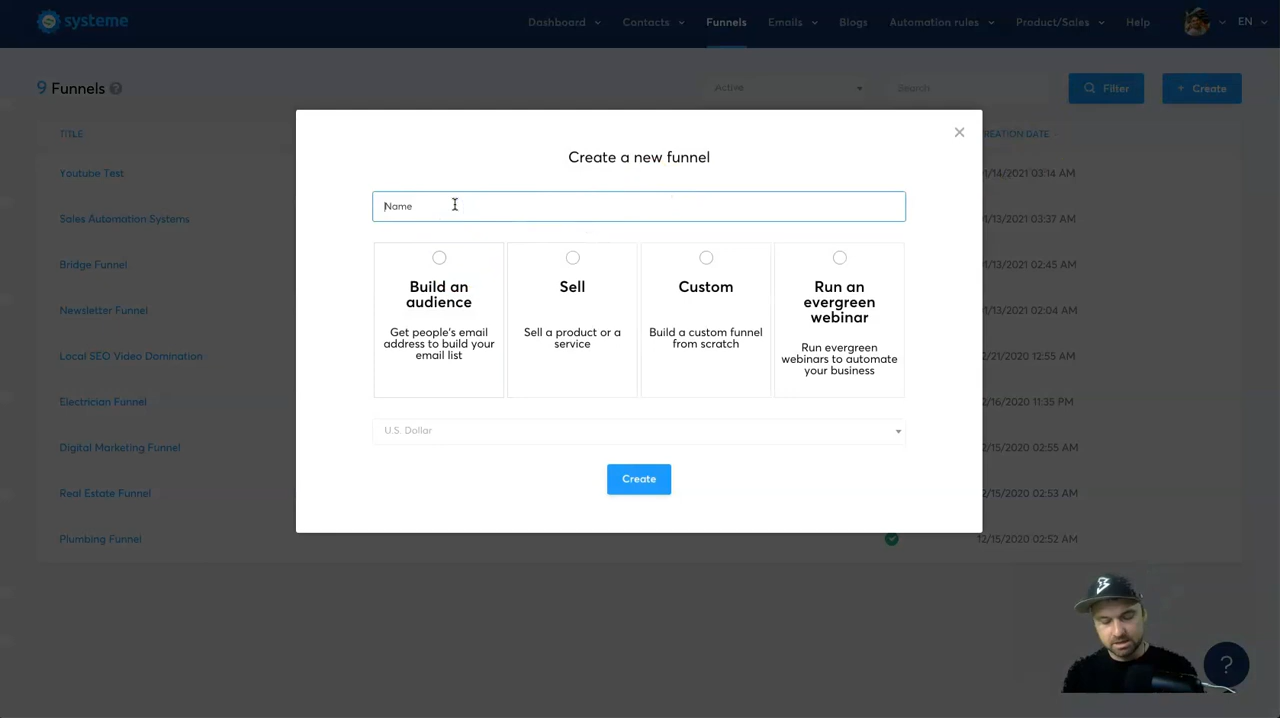 systeme
Dashboard
Contacts
Funnels
Emails
Blogs
Automation rules
Product/Sales
Help
EN
9 Funnels ?
Active
Search
Filter
+ Create
TITLE
CREATION DATE
Youtube Test
1/14/2021 03:14 AM
Sales Automation Systems
1/13/2021 03:37 AM
Bridge Funnel
1/13/2021 02:45 AM
Newsletter Funnel
1/13/2021 02:04 AM
Local SEO Video Domination
2/21/2020 12:55 AM
Electrician Funnel
2/16/2020 11:35 PM
Digital Marketing Funnel
2/15/2020 02:55 AM
Real Estate Funnel
2/15/2020 02:53 AM
Plumbing Funnel
12/15/2020 02:52 AM
Create a new funnel
Name
Build an
audience
Get people's email
address to build your
email list
Sell
Sell a product or a
service
Custom
Build a custom funnel
from scratch
Run an
evergreen
webinar
Run evergreen
webinars to automate
your business
U.S. Dollar
Create
?